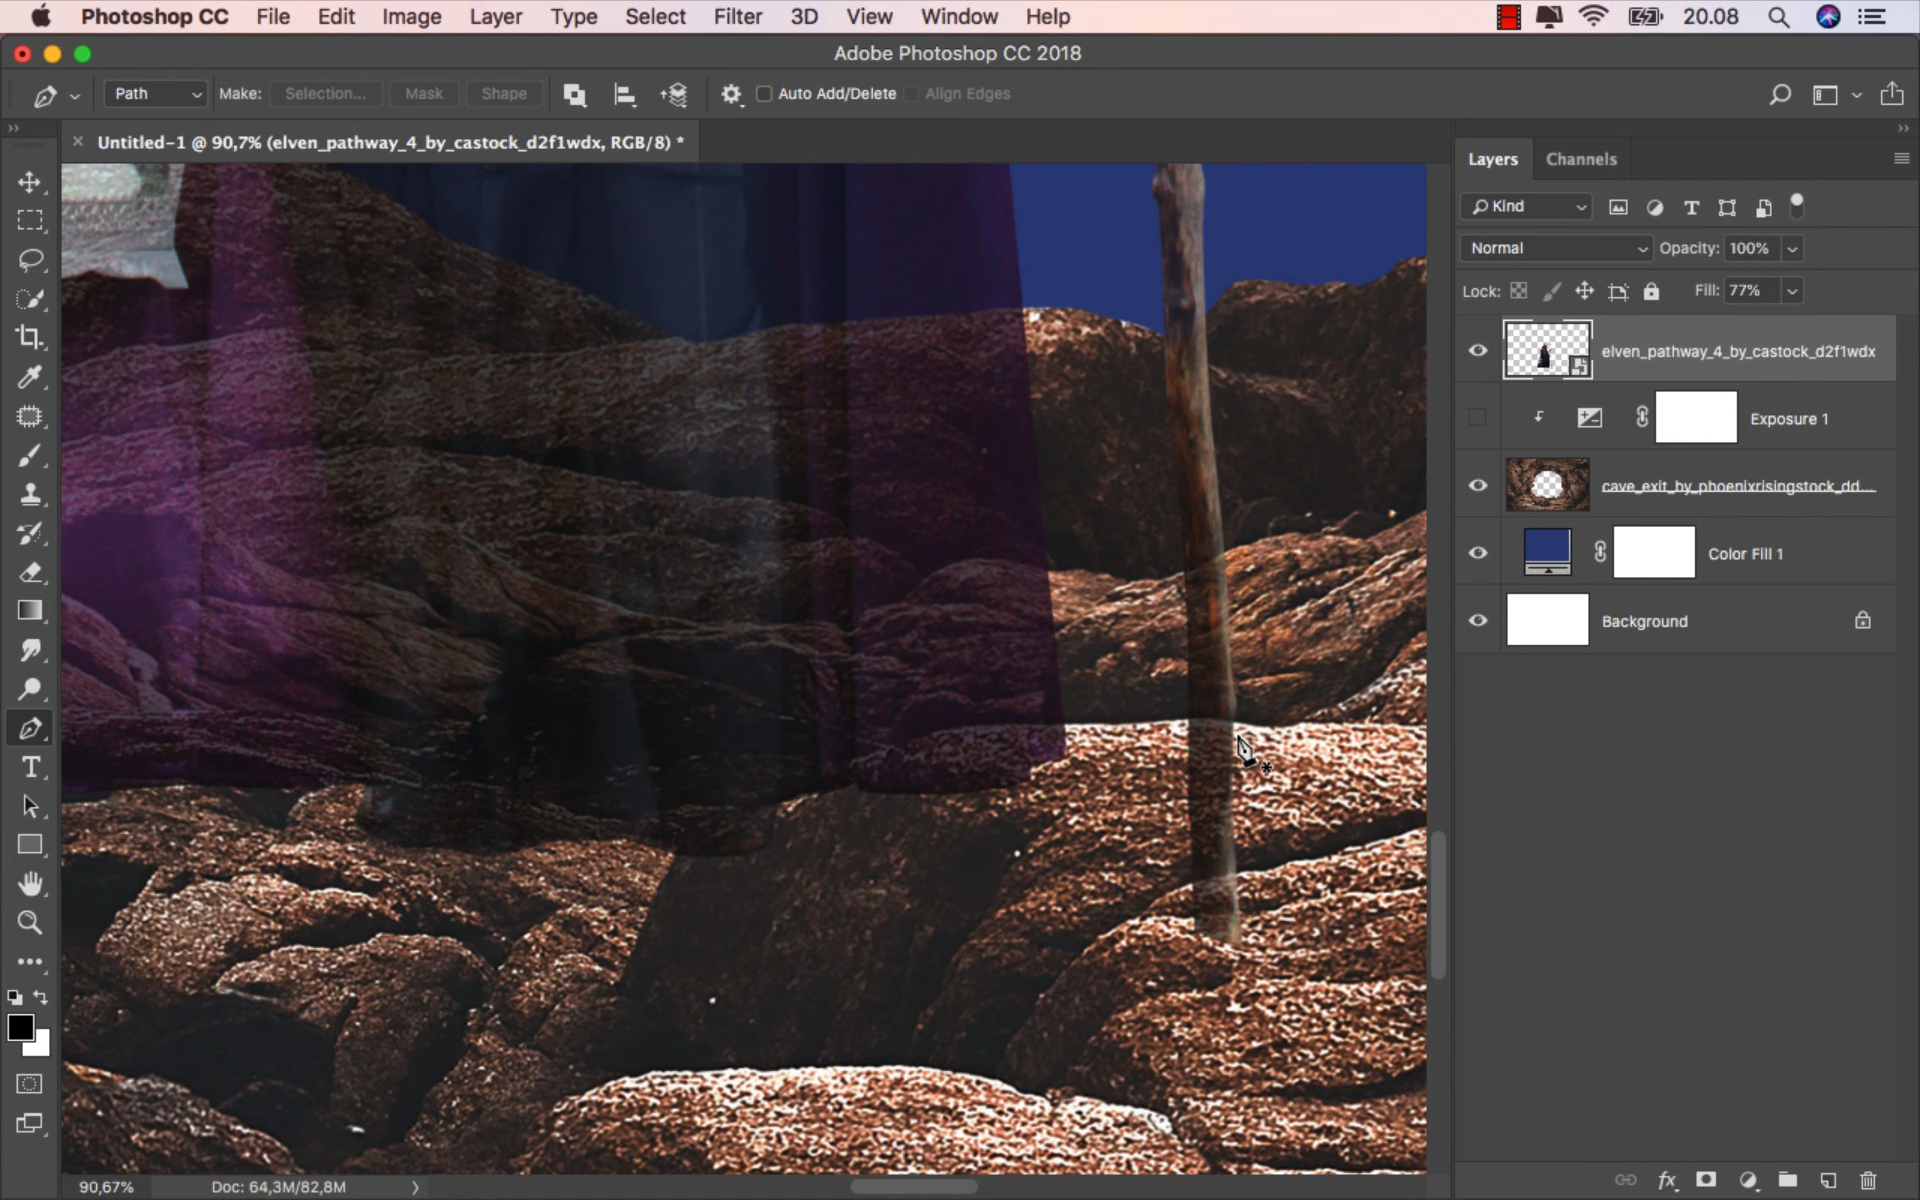 Photoshop CC File Edit Image Layer Type Select Filter 3D View Window Help 20.08
Adobe Photoshop CC 2018
Path Make: Selection... Mask Shape Auto Add/Delete Align Edges
Untitled-1 @ 90,7% (elven_pathway_4_by_castock_d2f1wdx, RGB/8) *
Layers Channels
Kind
Normal Opacity: 100%
Lock: Fill: 77%
elven_pathway_4_by_castock_d2f1wdx
Exposure 1
cave_exit_by_phoenixrisingstock_dd...
Color Fill 1
Background
90,67% Doc: 64,3M/82,8M